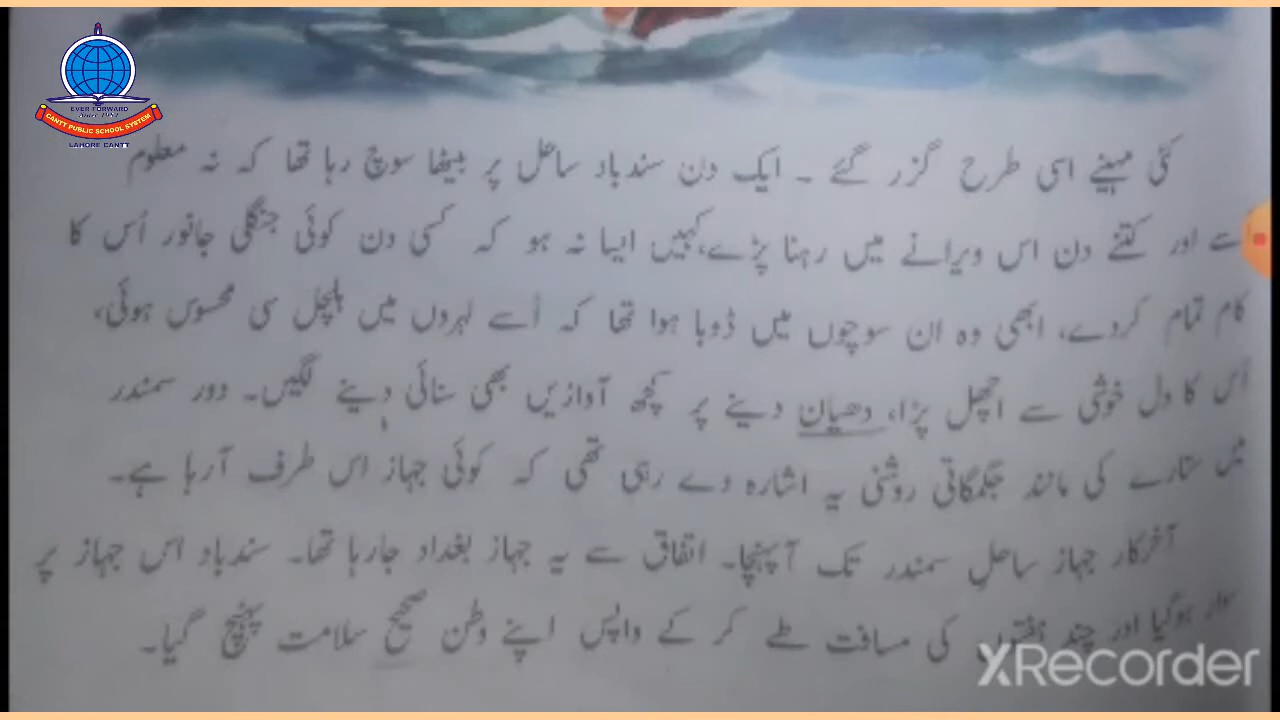 EVER FORWARD
Since 1981
CANTT PUBLIC SCHOOL SYSTEM
LAHORE CANTT
کئی مہینے اسی طرح گزر گئے ۔ ایک دن سندباد ساحل پر بیٹھا سوچ رہا تھا کہ نہ معلوم
اسے اور کتنے دن اس ویرانے میں رہنا پڑے، کہیں ایسا نہ ہو کہ کسی دن کوئی جنگلی جانور اُس کا
کام تمام کردے، ابھی وہ ان سوچوں میں ڈوبا ہوا تھا کہ اُسے لہروں میں ہلچل سی محسوس ہوئی،
اُس کا دل خوشی سے اچھل پڑا، دھیان دینے پر کچھ آوازیں بھی سنائی دینے لگیں۔ دور سمندر
میں ستارے کی مانند جگمگاتی روشنی یہ اشارہ دے رہی تھی کہ کوئی جہاز اس طرف آرہا ہے۔
آخرکار جہاز ساحلِ سمندر تک آپہنچا۔ اتفاق سے یہ جہاز بغداد جارہا تھا۔ سندباد اس جہاز پر
سوار ہوگیا اور چند ہفتوں کی مسافت طے کر کے واپس اپنے وطن صحیح سلامت پہنچ گیا۔
XRecorder